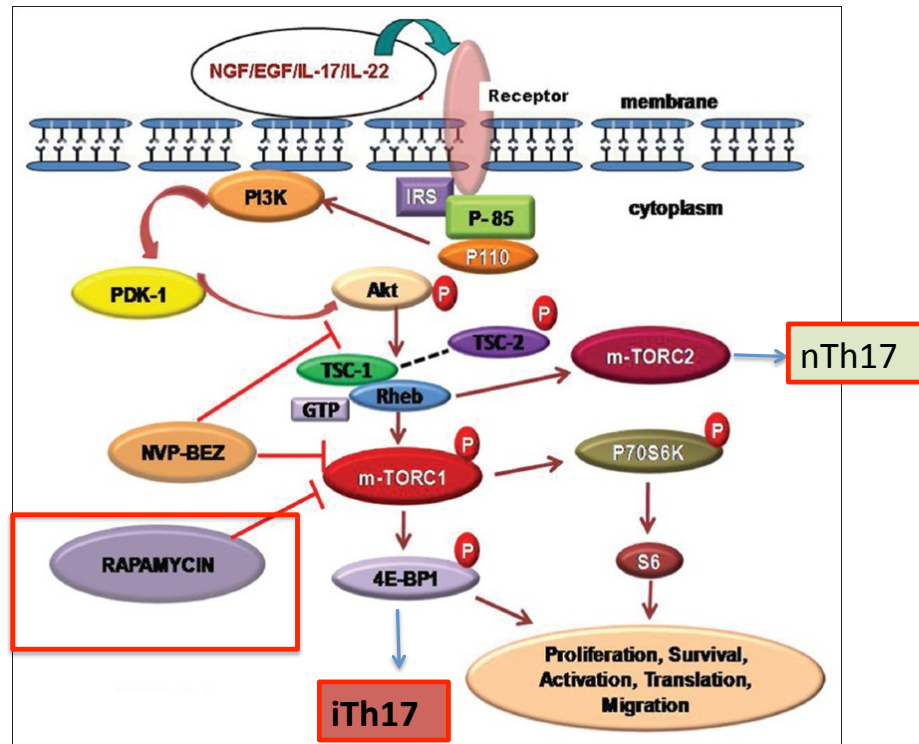 NGF/EGF/IL-17/IL-22
Receptor
membrane
PI3K
IRS
P-85
cytoplasm
P110
PDK-1
Akt
P
P
TSC-2
TSC-1
m-TORC2
nTh17
Rheb
GTP
NVP-BEZ
P
m-TORC1
P
P70S6K
RAPAMYCIN
P
4E-BP1
S6
iTh17
Proliferation, Survival,
Activation, Translation,
Migration